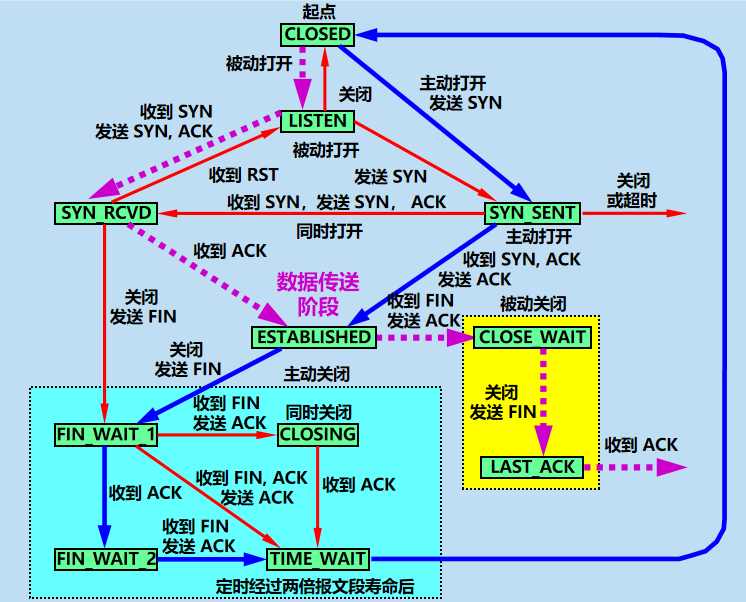 起点
CLOSED
被动打开
关闭
主动打开
发送 SYN
收到 SYN
发送 SYN, ACK
LISTEN
被动打开
收到 RST
发送 SYN
SYN_RCVD
收到 SYN，发送 SYN， ACK
同时打开
SYN_SENT
主动打开
关闭
或超时
收到 ACK
收到 SYN, ACK
发送 ACK
数据传送
阶段
关闭
发送 FIN
ESTABLISHED
收到 FIN
发送 ACK
被动关闭
CLOSE_WAIT
关闭
发送 FIN
LAST_ACK
收到 ACK
关闭
发送 FIN
主动关闭
FIN_WAIT_1
收到 FIN
发送 ACK
同时关闭
CLOSING
收到 ACK
收到 FIN, ACK
发送 ACK
收到 ACK
FIN_WAIT_2
收到 FIN
发送 ACK
TIME_WAIT
定时经过两倍报文段寿命后